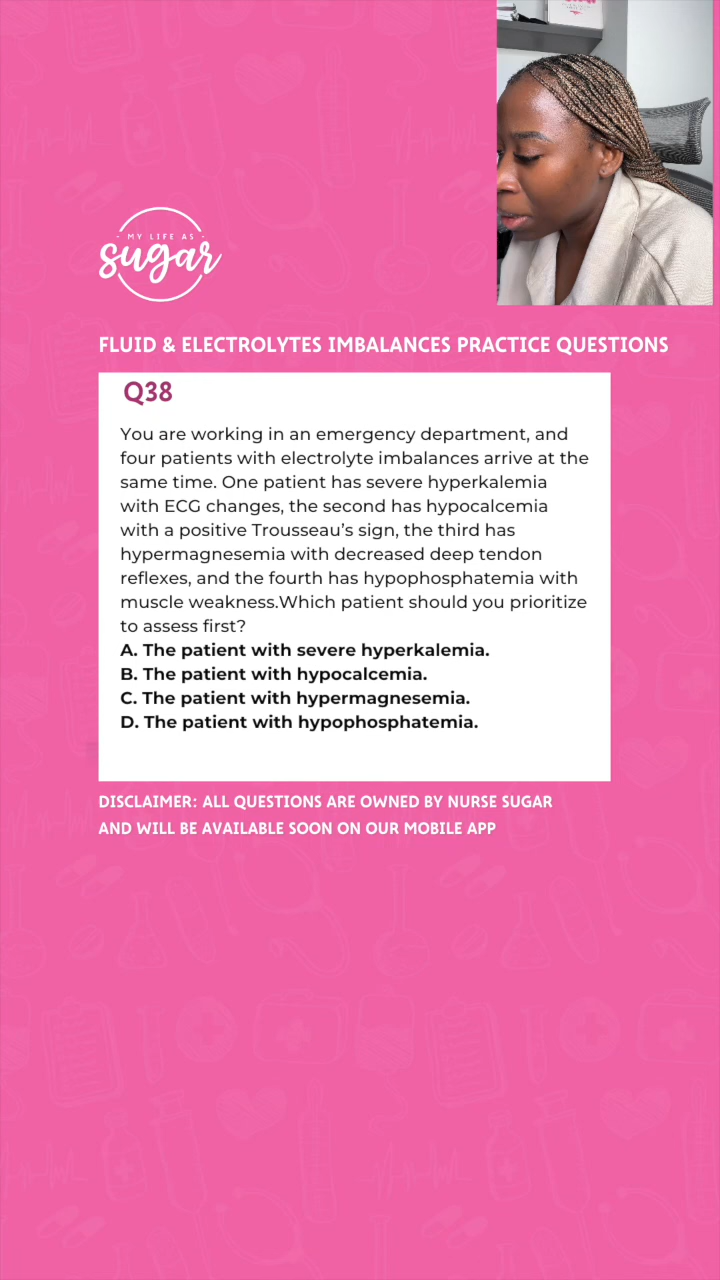 - MY LIFE AS -
sugar
FLUID & ELECTROLYTES IMBALANCES PRACTICE QUESTIONS
Q38
You are working in an emergency department, and
four patients with electrolyte imbalances arrive at the
same time. One patient has severe hyperkalemia
with ECG changes, the second has hypocalcemia
with a positive Trousseau’s sign, the third has
hypermagnesemia with decreased deep tendon
reflexes, and the fourth has hypophosphatemia with
muscle weakness.Which patient should you prioritize
to assess first?
A. The patient with severe hyperkalemia.
B. The patient with hypocalcemia.
C. The patient with hypermagnesemia.
D. The patient with hypophosphatemia.
DISCLAIMER: ALL QUESTIONS ARE OWNED BY NURSE SUGAR
AND WILL BE AVAILABLE SOON ON OUR MOBILE APP